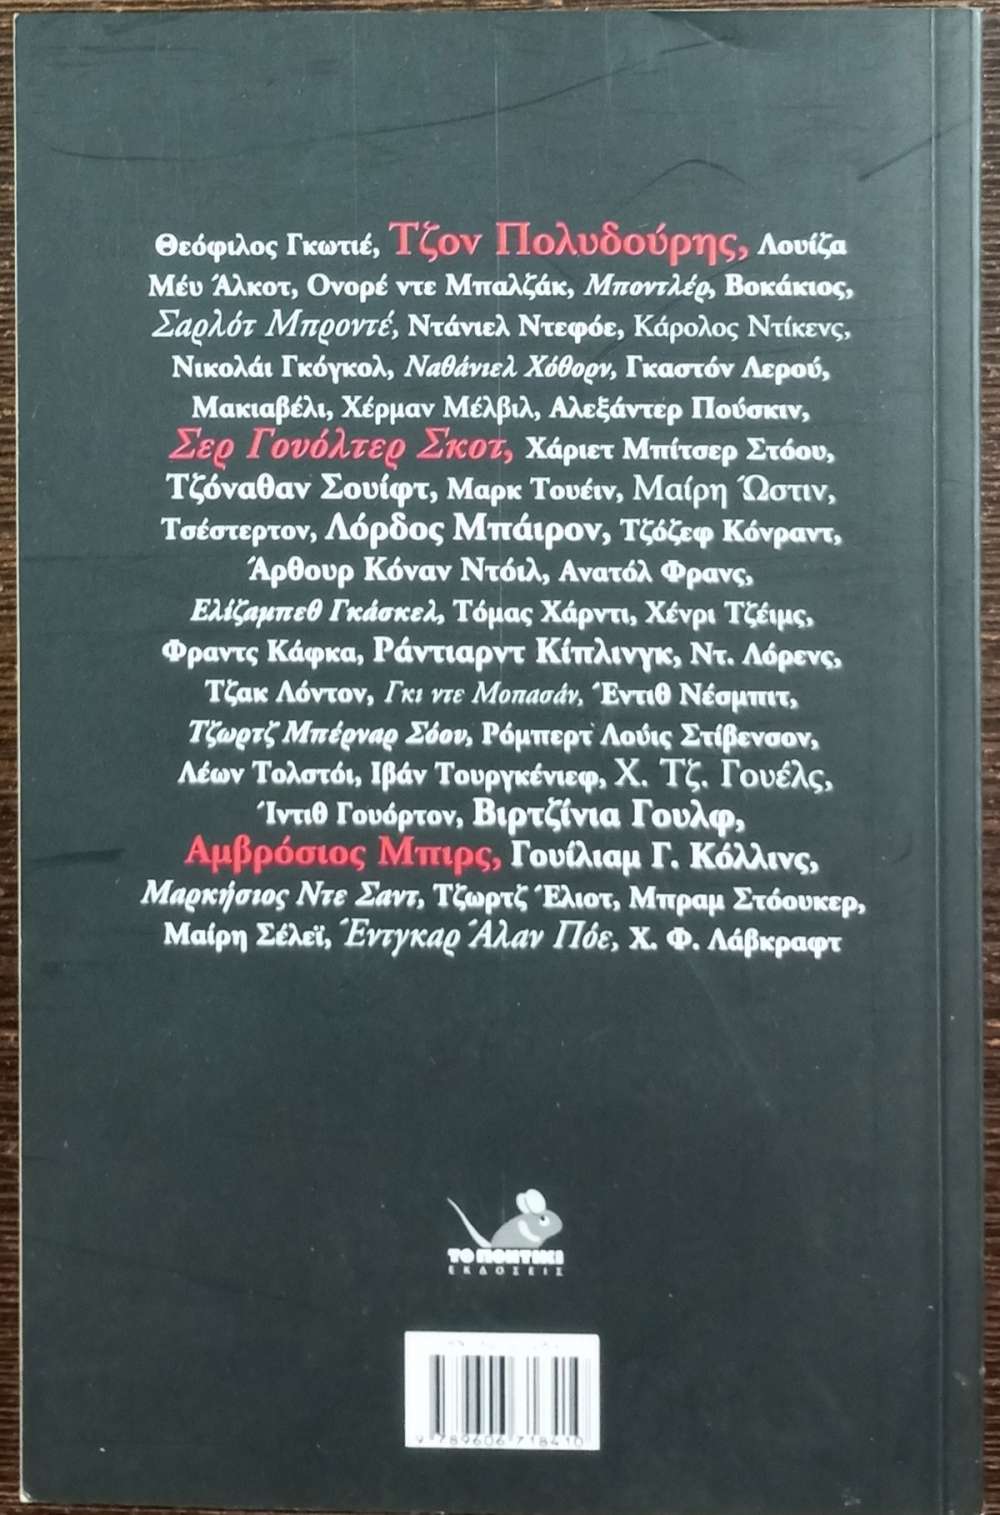 Θεόφιλος Γκωτιέ, Τζον Πολυδούρης, Λουίζα
Μέυ Άλκοτ, Ονορέ ντε Μπαλζάκ, Μποντλέρ, Βοκάκιος,
Σαρλότ Μπροντέ, Ντάνιελ Ντεφόε, Κάρολος Ντίκενς,
Νικολάι Γκόγκολ, Ναθάνιελ Χόθορν, Γκαστόν Λερού,
Μακιαβέλι, Χέρμαν Μέλβιλ, Αλεξάντερ Πούσκιν,
Σερ Γουόλτερ Σκοτ, Χάριετ Μπίτσερ Στόου,
Τζόναθαν Σουίφτ, Μαρκ Τουέιν, Μαίρη Ώστιν,
Τσέστερτον, Λόρδος Μπάιρον, Τζόζεφ Κόνραντ,
Άρθουρ Κόναν Ντόιλ, Ανατόλ Φρανς,
Ελίζαμπεθ Γκάσκελ, Τόμας Χάρντι, Χένρι Τζέιμς,
Φραντς Κάφκα, Ράντιαρντ Κίπλινγκ, Ντ. Λόρενς,
Τζακ Λόντον, Γκι ντε Μοπασάν, Έντιθ Νέσμπιτ,
Τζωρτζ Μπέρναρ Σόου, Ρόμπερτ Λούις Στίβενσον,
Λέων Τολστόι, Ιβάν Τουργκένιεφ, Χ. Τζ. Γουέλς,
Ίντιθ Γουόρτον, Βιρτζίνια Γουλφ,
Αμβρόσιος Μπιρς, Γουίλιαμ Γ. Κόλλινς,
Μαρκήσιος Ντε Σαντ, Τζωρτζ Έλιοτ, Μπραμ Στόουκερ,
Μαίρη Σέλεϊ, Έντγκαρ Άλαν Πόε, Χ. Φ. Λάβκραφτ
ΤΟ ΠΟΝΤΙΚΙ
ΕΚΔΟΣΕΙΣ
9 789606 718410